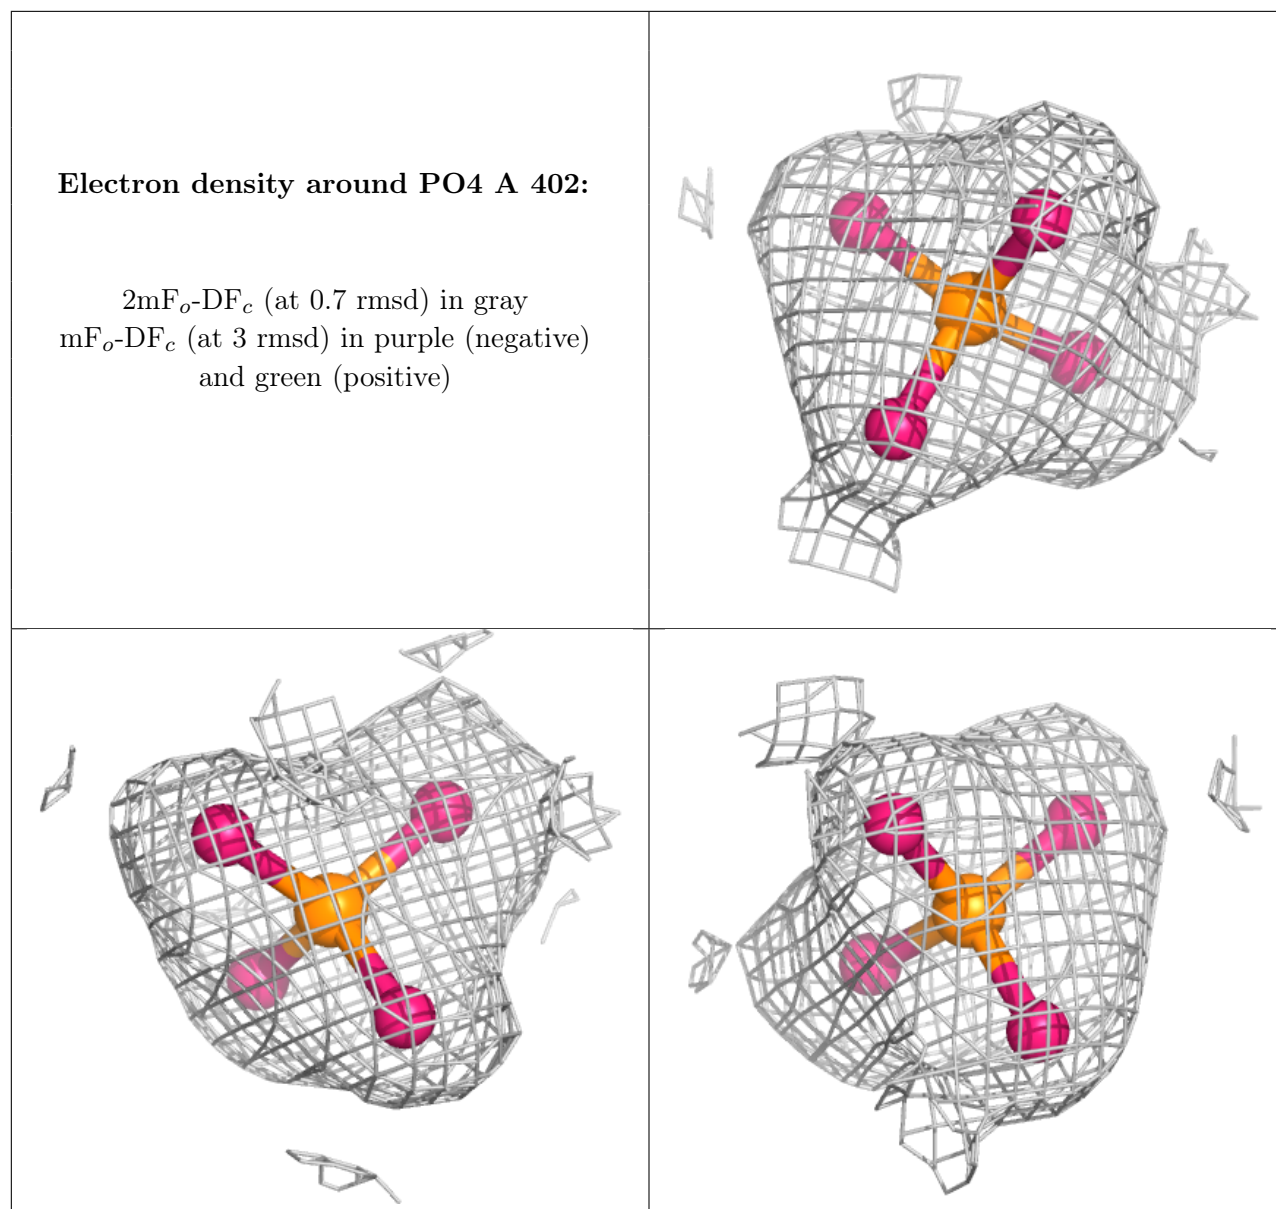 Electron density around PO4 A 402:
2mFo-DFc (at 0.7 rmsd) in gray
mFo-DFc (at 3 rmsd) in purple (negative)
and green (positive)